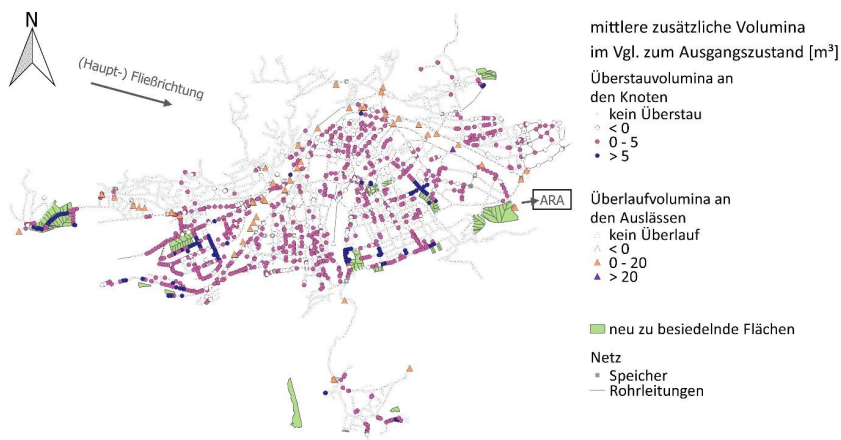 N
(Haupt-) Fließrichtung
ARA
mittlere zusätzliche Volumina
im Vgl. zum Ausgangszustand [m³]
Überstauvolumina an
den Knoten
kein Überstau
< 0
0 - 5
> 5
Überlaufvolumina an
den Auslässen
kein Überlauf
< 0
0 - 20
> 20
neu zu besiedelnde Flächen
Netz
Speicher
Rohrleitungen